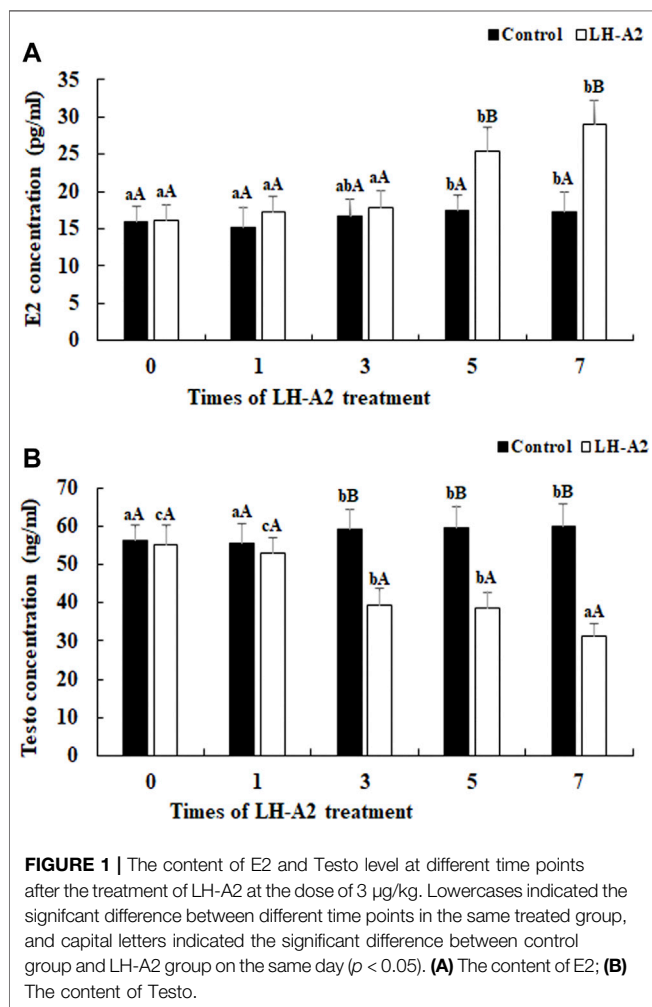 Control LH-A2
A
E2 concentration (pg/ml)
35
30
25
20
15
10
5
0
aA aA aA aA abA aA bA bB bA bB
0 1 3 5 7
Times of LH-A2 treatment
Control LH-A2
B
Testo concentration (ng/ml)
70
60
50
40
30
20
10
0
aA cA aA cA bB bA bB bA bB aA
0 1 3 5 7
Times of LH-A2 treatment
FIGURE 1 | The content of E2 and Testo level at different time points
after the treatment of LH-A2 at the dose of 3 μg/kg. Lowercases indicated the
signifcant difference between different time points in the same treated group,
and capital letters indicated the significant difference between control
group and LH-A2 group on the same day (p < 0.05). (A) The content of E2; (B)
The content of Testo.